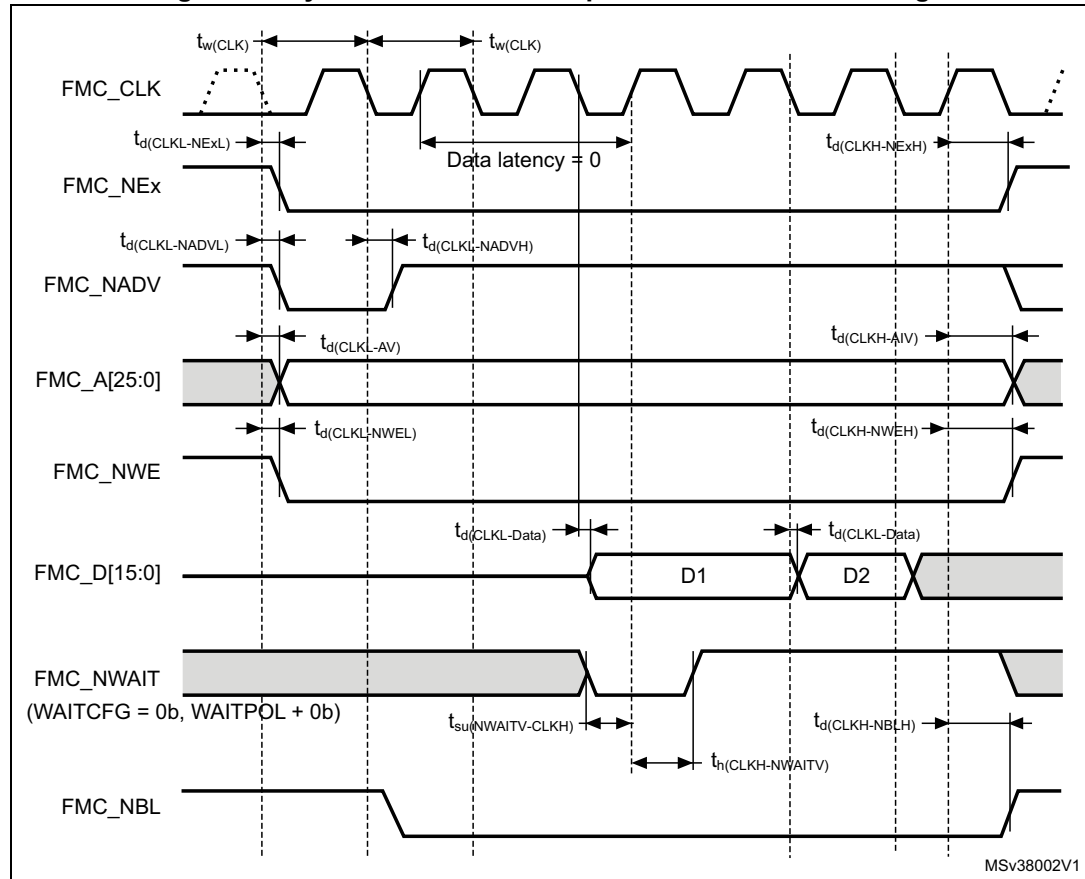 tw(CLK) tw(CLK)
FMC_CLK
td(CLKL-NExL) Data latency = 0 td(CLKH-NExH)
FMC_NEx
td(CLKL-NADVL) td(CLKL-NADVH)
FMC_NADV
td(CLKL-AV) td(CLKH-AIV)
FMC_A[25:0]
td(CLKL-NWEL) td(CLKH-NWEH)
FMC_NWE
td(CLKL-Data) td(CLKL-Data)
FMC_D[15:0] D1 D2
FMC_NWAIT
(WAITCFG = 0b, WAITPOL + 0b)
tsu(NWAITV-CLKH) td(CLKH-NBLH)
th(CLKH-NWAITV)
FMC_NBL
MSv38002V1